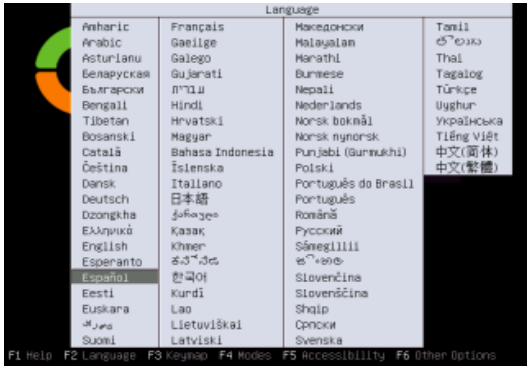 Language
Amharic
Arabic
Asturianu
Беларуская
Български
Bengali
Tibetan
Bosanski
Català
Čeština
Dansk
Deutsch
Dzongkha
Ελληνικά
English
Esperanto
Español
Eesti
Euskara
Suomi
Français
Gaeilge
Galego
Gujarati
עברית
Hindi
Hrvatski
Magyar
Bahasa Indonesia
Íslenska
Italiano
日本語
ქართული
Қазақ
Khmer
ಕನ್ನಡ
한국어
Kurdî
Lao
Lietuviškai
Latviski
Македонски
Malayalam
Marathi
Burmese
Nepali
Nederlands
Norsk bokmål
Norsk nynorsk
Punjabi (Gurmukhi)
Polski
Português do Brasil
Português
Română
Русский
Sámegillii
Slovenčina
Slovenščina
Shqip
Српски
Svenska
Tamil
Thai
Tagalog
Türkçe
Uyghur
Українська
Tiếng Việt
中文(简体)
中文(繁體)
F1 Help F2 Language F3 Keymap F4 Modes F5 Accessibility F6 Other Options